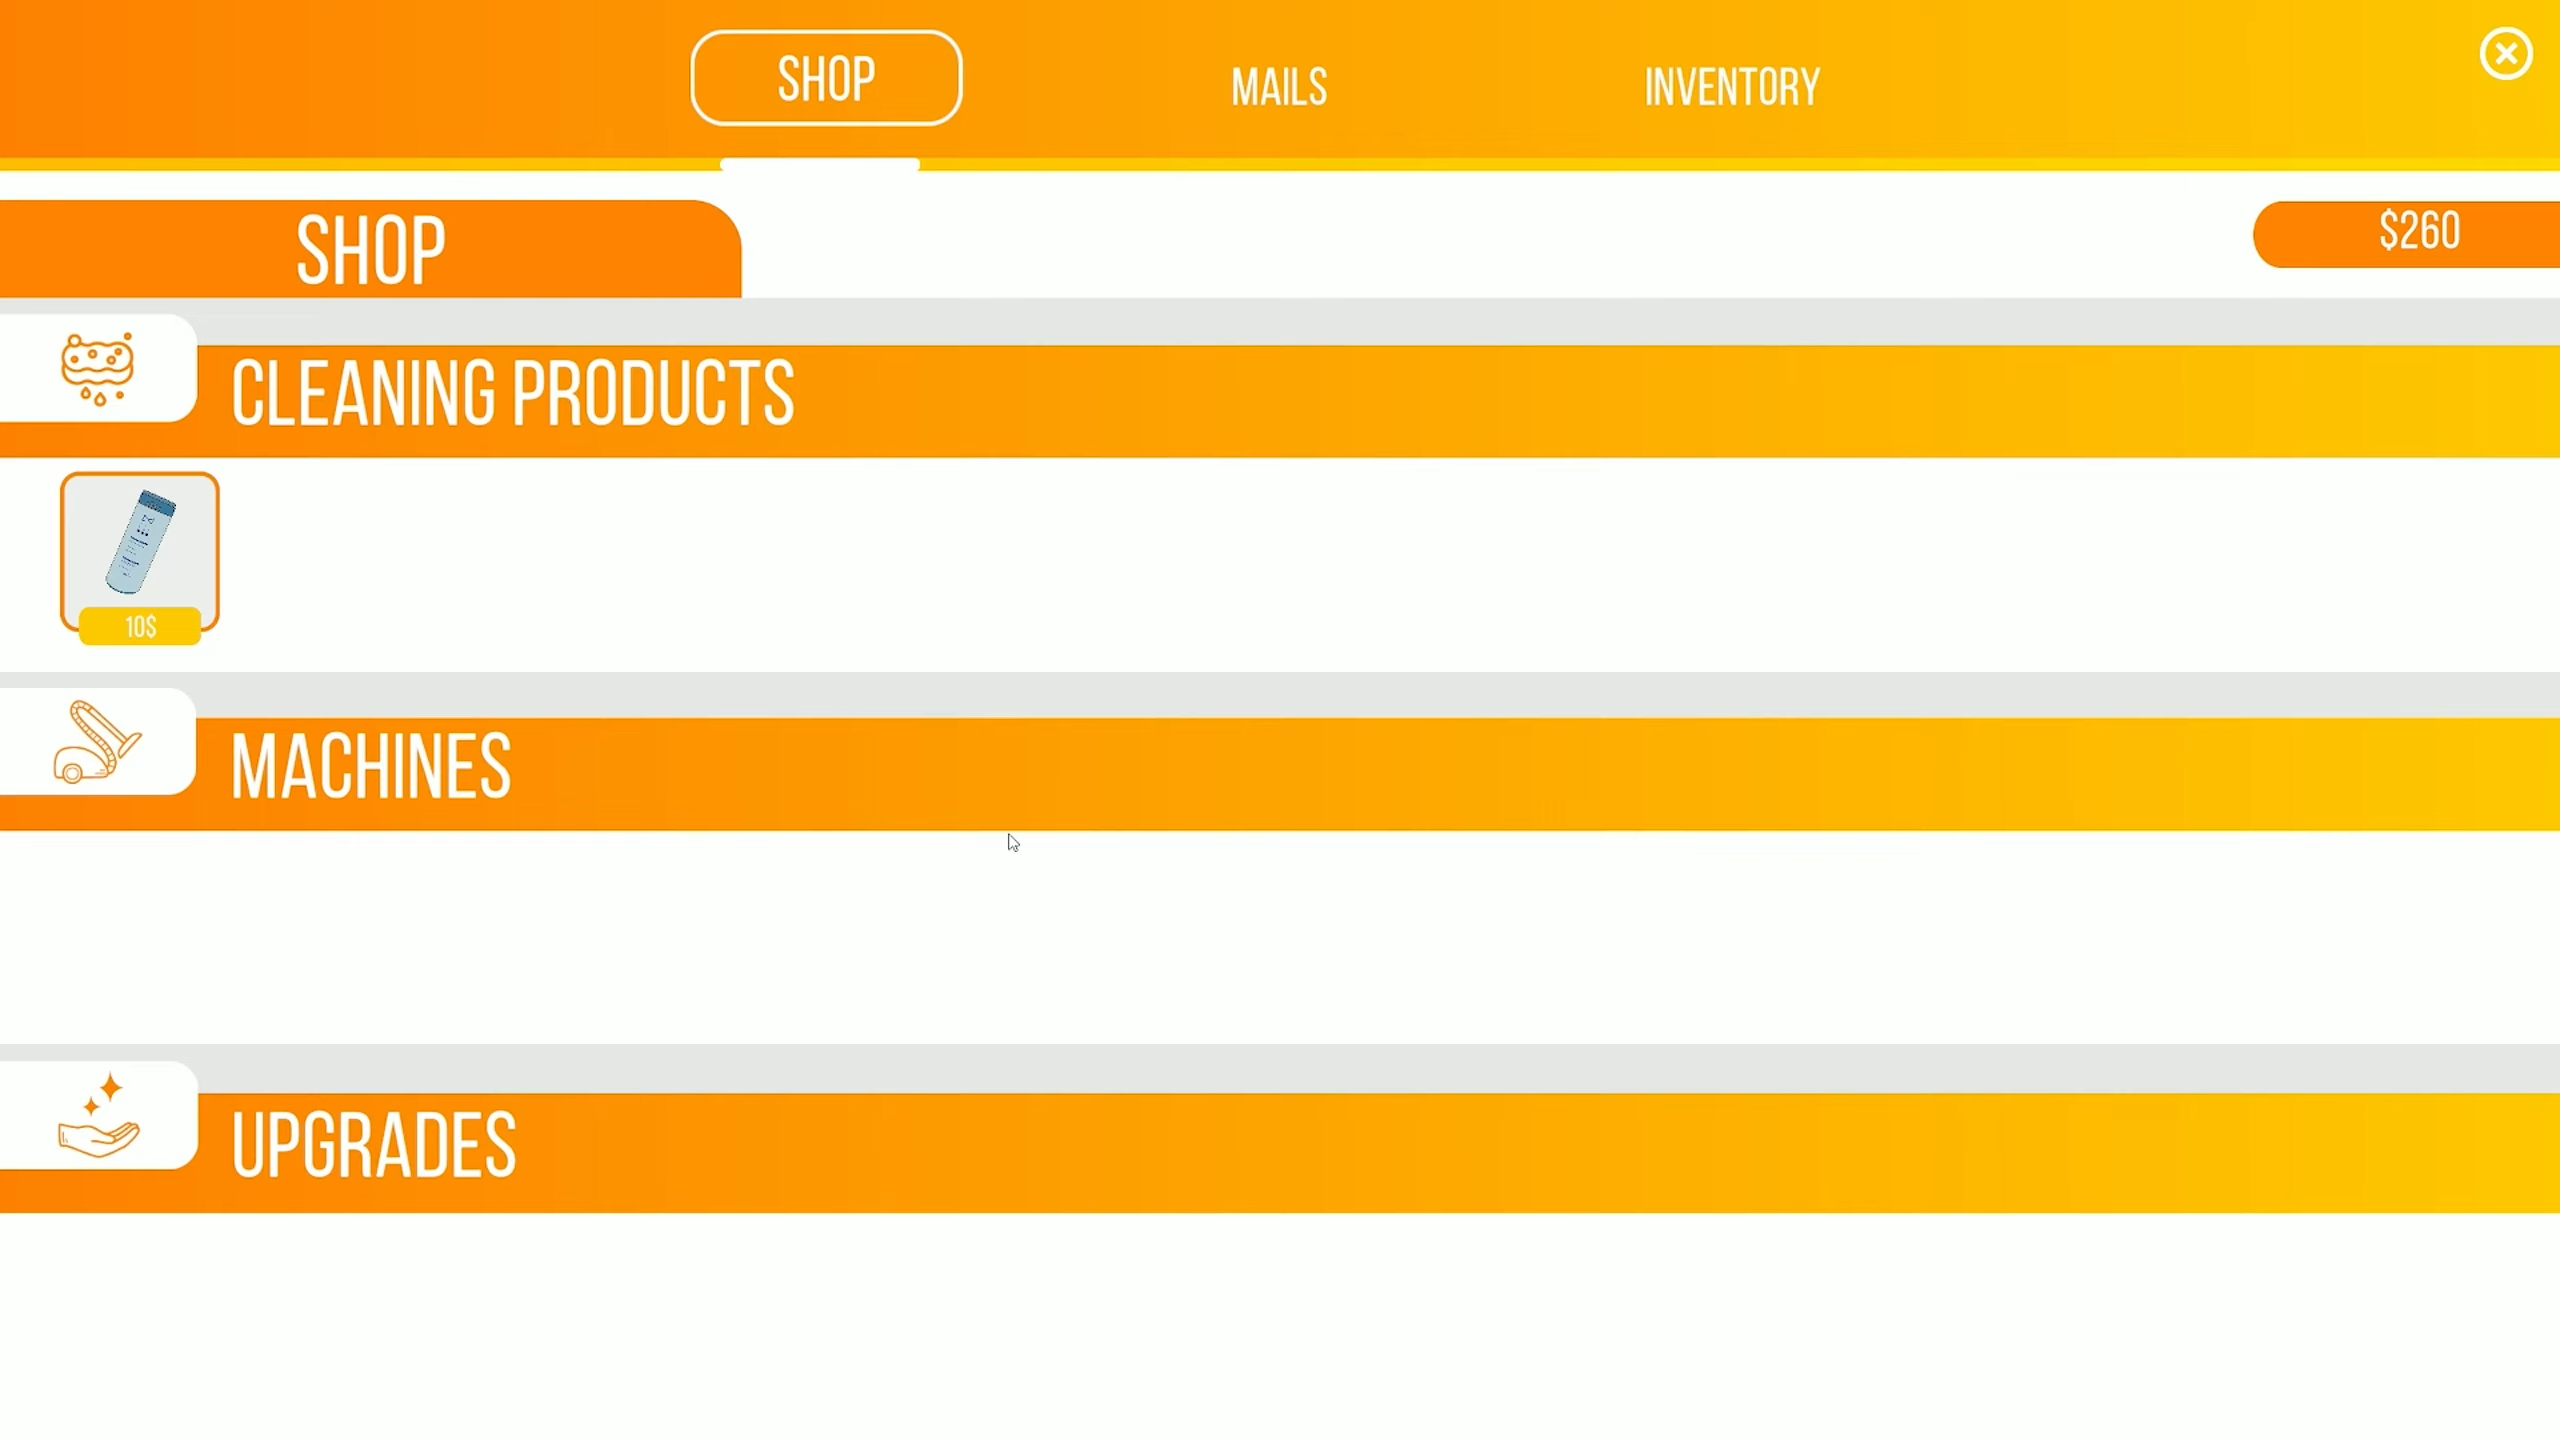 SHOP
MAILS
INVENTORY
SHOP
$260
CLEANING PRODUCTS
10$
MACHINES
UPGRADES